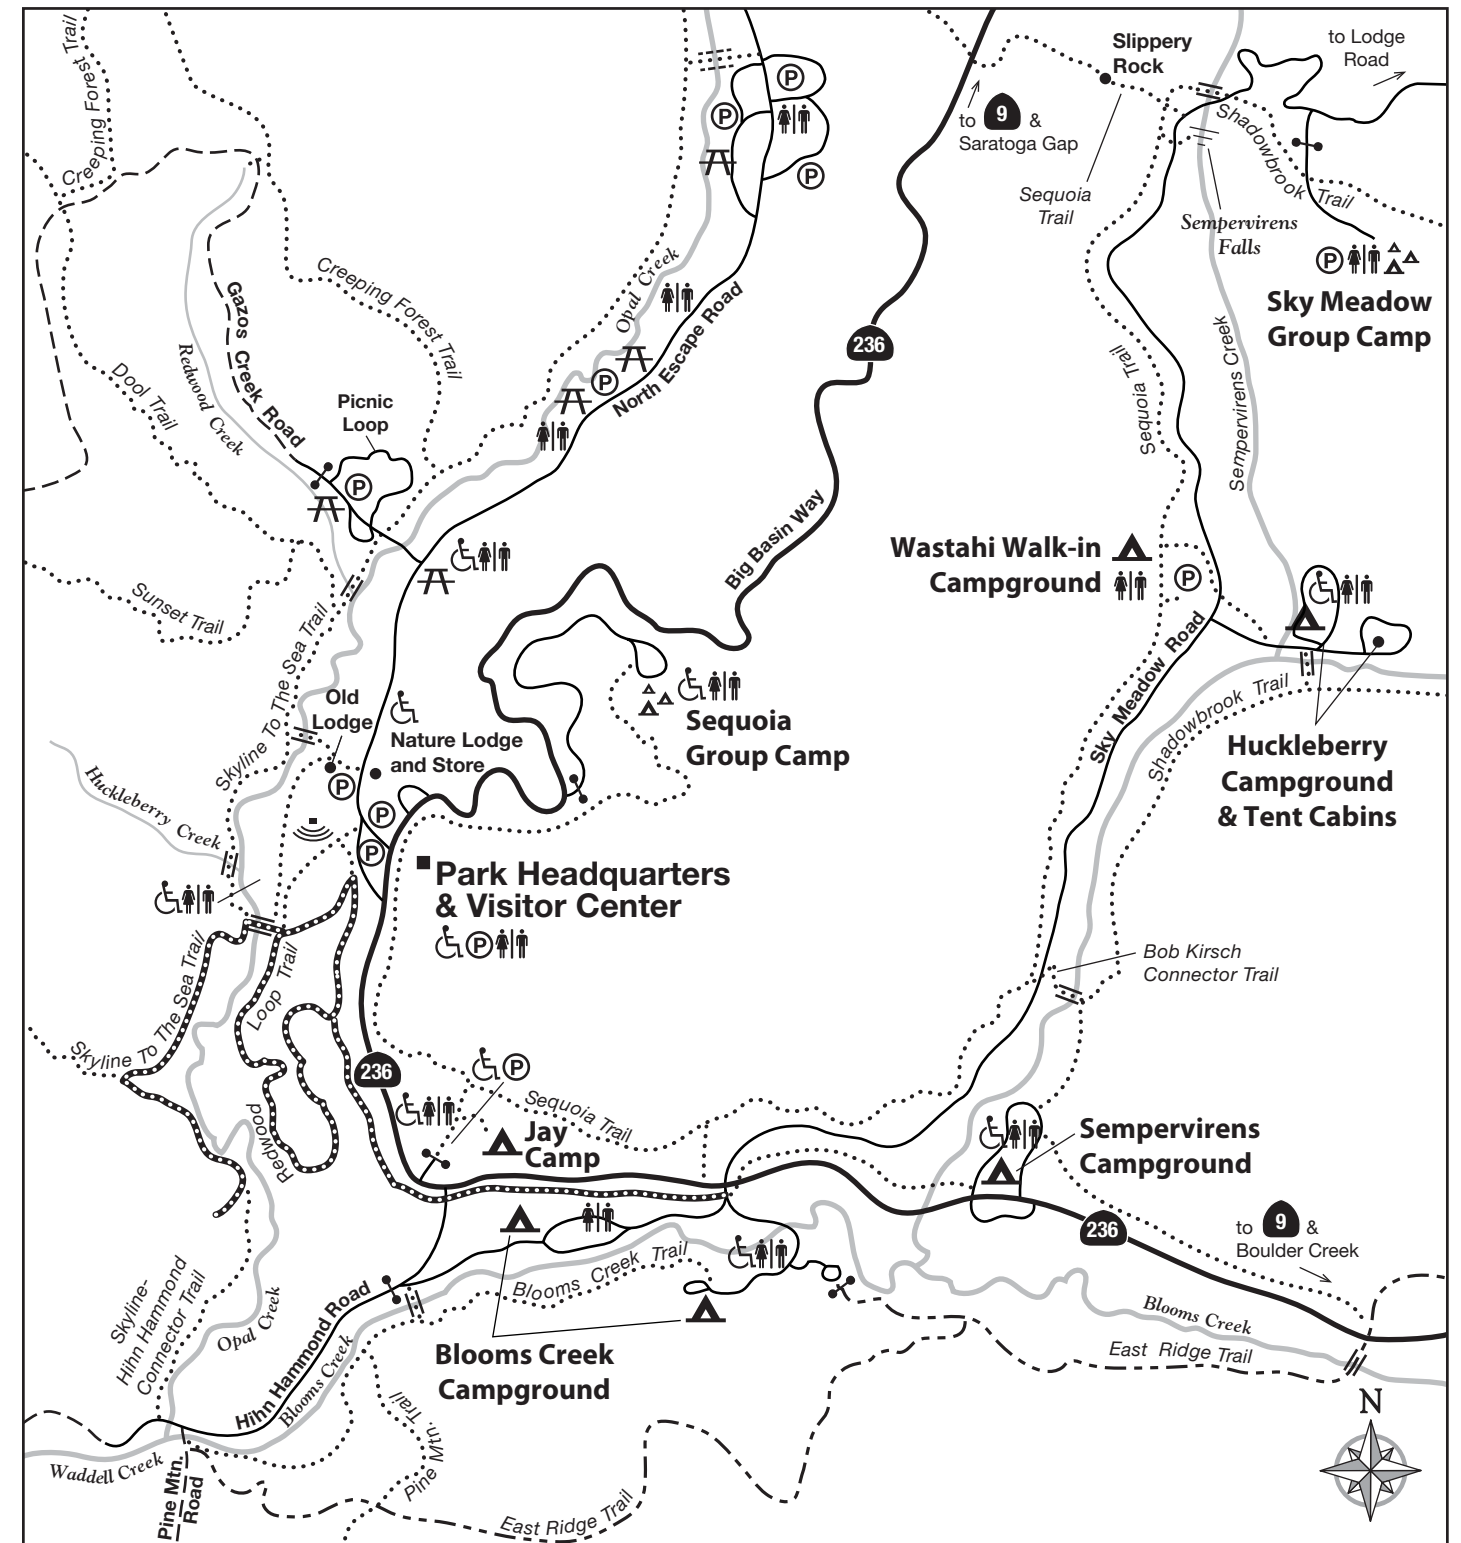 Creeping Forest Trail
Creeping Forest Trail
Creeping Forest Trail
Slippery
Rock
to Lodge
Road
to 9 &
Saratoga Gap
Sequoia
Trail
Shadowbrook Trail
Sempervirens
Falls
P
P
P
P
Sky Meadow
Group Camp
Opal Creek
North Escape Road
P
236
Gazos Creek Road
Redwood Creek
Dool Trail
Picnic
Loop
P
Sequoia Trail
Sempervirens Creek
Big Basin Way
Wastahi Walk-in
Campground
P
Sunset Trail
Skyline To The Sea Trail
Old
Lodge
Nature Lodge
and Store
P
P
P
Sequoia
Group Camp
Sky Meadow Road
Shadowbrook Trail
Huckleberry
Campground
& Tent Cabins
Huckleberry Creek
Park Headquarters
& Visitor Center
P
Skyline To The Sea Trail
Loop Trail
Redwood
Bob Kirsch
Connector Trail
236
P
Sequoia Trail
Jay
Camp
Sempervirens
Campground
236
to 9 &
Boulder Creek
Skyline-
Hihn Hammond
Connector Trail
Opal Creek
Hihn Hammond Road
Blooms Creek
Blooms Creek Trail
Blooms Creek
Campground
Blooms Creek
East Ridge Trail
N
Waddell Creek
Pine Mtn.
Road
Pine Mtn. Trail
East Ridge Trail